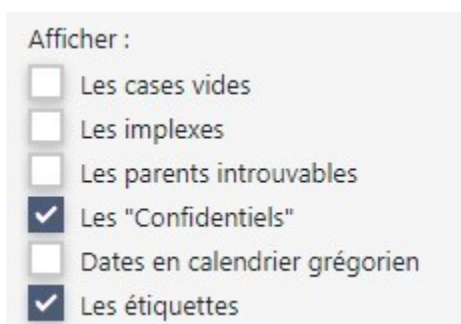 Afficher :
Les cases vides
Les implexes
Les parents introuvables
Les "Confidentiels"
Dates en calendrier grégorien
Les étiquettes